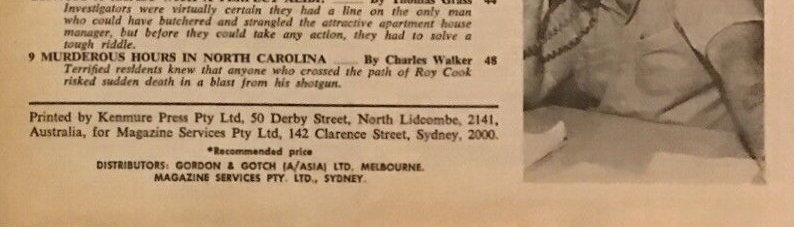 By Thomas Grass 44
Investigators were virtually certain they had a line on the only man
who could have butchered and strangled the attractive apartment house
manager, but before they could take any action, they had to solve a
tough riddle.
9 MURDEROUS HOURS IN NORTH CAROLINA ...... By Charles Walker 48
Terrified residents knew that anyone who crossed the path of Roy Cook
risked sudden death in a blast from his shotgun.
Printed by Kenmure Press Pty Ltd, 50 Derby Street, North Lidcombe, 2141,
Australia, for Magazine Services Pty Ltd, 142 Clarence Street, Sydney, 2000.
*Recommended price
DISTRIBUTORS: GORDON & GOTCH (A/ASIA) LTD. MELBOURNE.
MAGAZINE SERVICES PTY. LTD., SYDNEY.